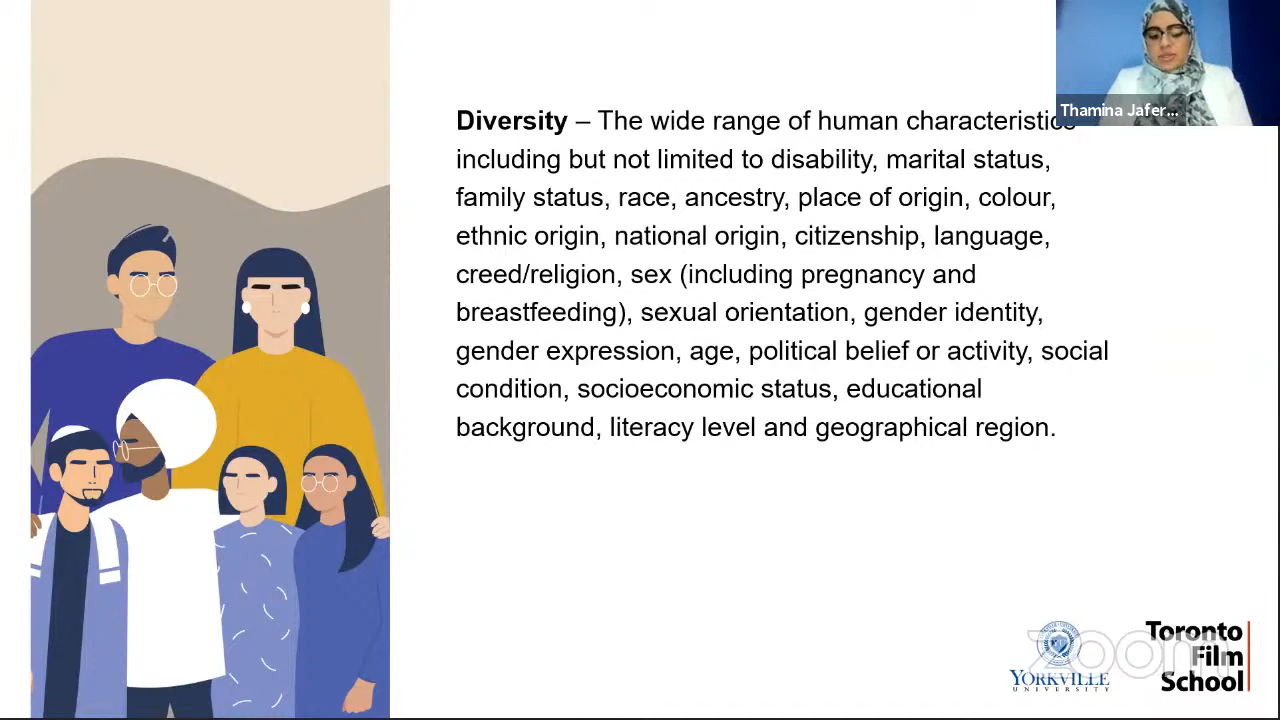 Thamina Jafer...
Diversity – The wide range of human characteristics
including but not limited to disability, marital status,
family status, race, ancestry, place of origin, colour,
ethnic origin, national origin, citizenship, language,
creed/religion, sex (including pregnancy and
breastfeeding), sexual orientation, gender identity,
gender expression, age, political belief or activity, social
condition, socioeconomic status, educational
background, literacy level and geographical region.
YORKVILLE
UNIVERSITY
zoom
Toronto
Film
School